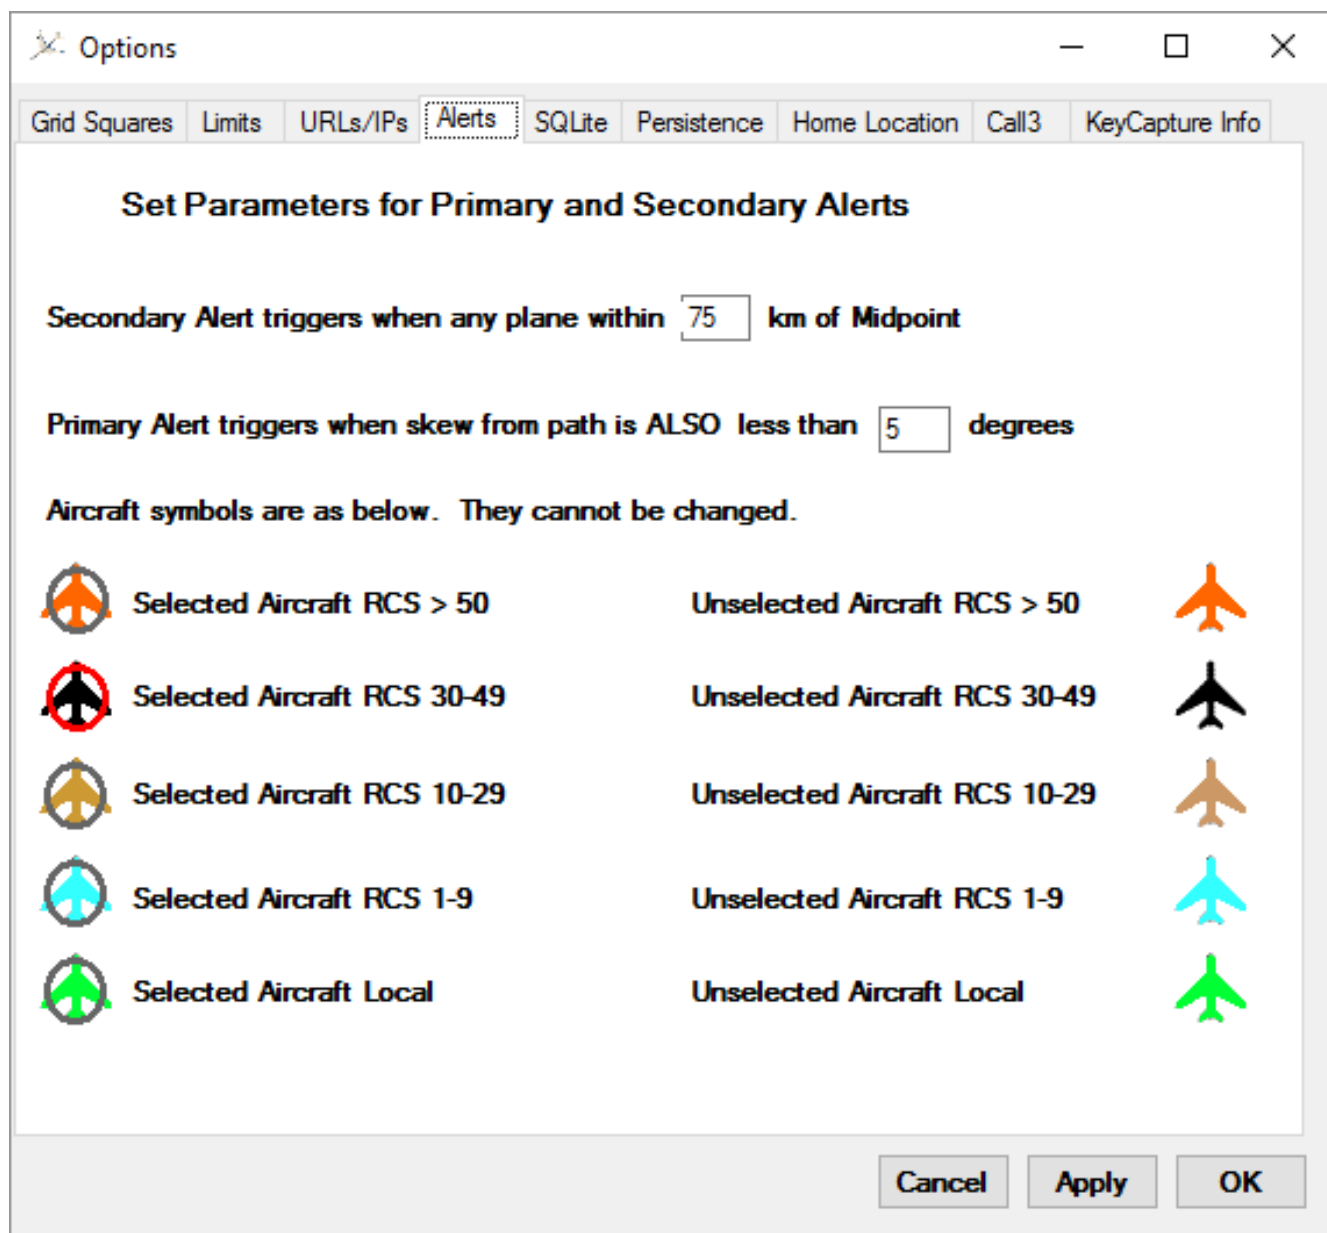 Options
Grid Squares Limits URLs/IPs Alerts SQLite Persistence Home Location Call3 KeyCapture Info
Set Parameters for Primary and Secondary Alerts
Secondary Alert triggers when any plane within 75 km of Midpoint
Primary Alert triggers when skew from path is ALSO less than 5 degrees
Aircraft symbols are as below. They cannot be changed.
Selected Aircraft RCS > 50 Unselected Aircraft RCS > 50
Selected Aircraft RCS 30-49 Unselected Aircraft RCS 30-49
Selected Aircraft RCS 10-29 Unselected Aircraft RCS 10-29
Selected Aircraft RCS 1-9 Unselected Aircraft RCS 1-9
Selected Aircraft Local Unselected Aircraft Local
Cancel Apply OK